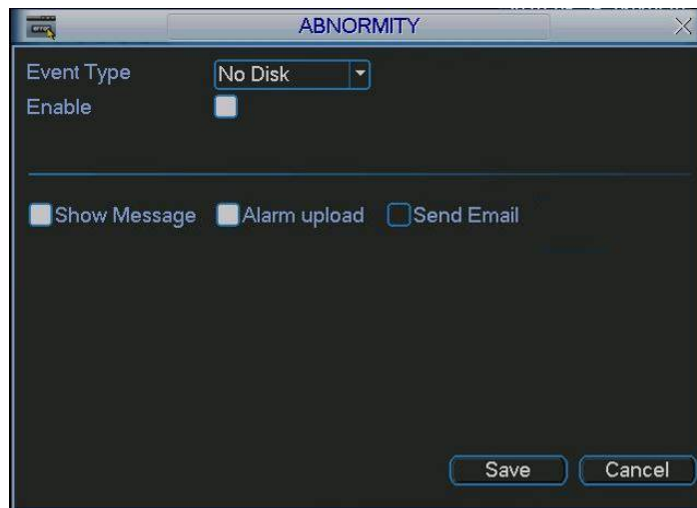 ABNORMITY
Event Type No Disk
Enable
Show Message Alarm upload Send Email
Save Cancel